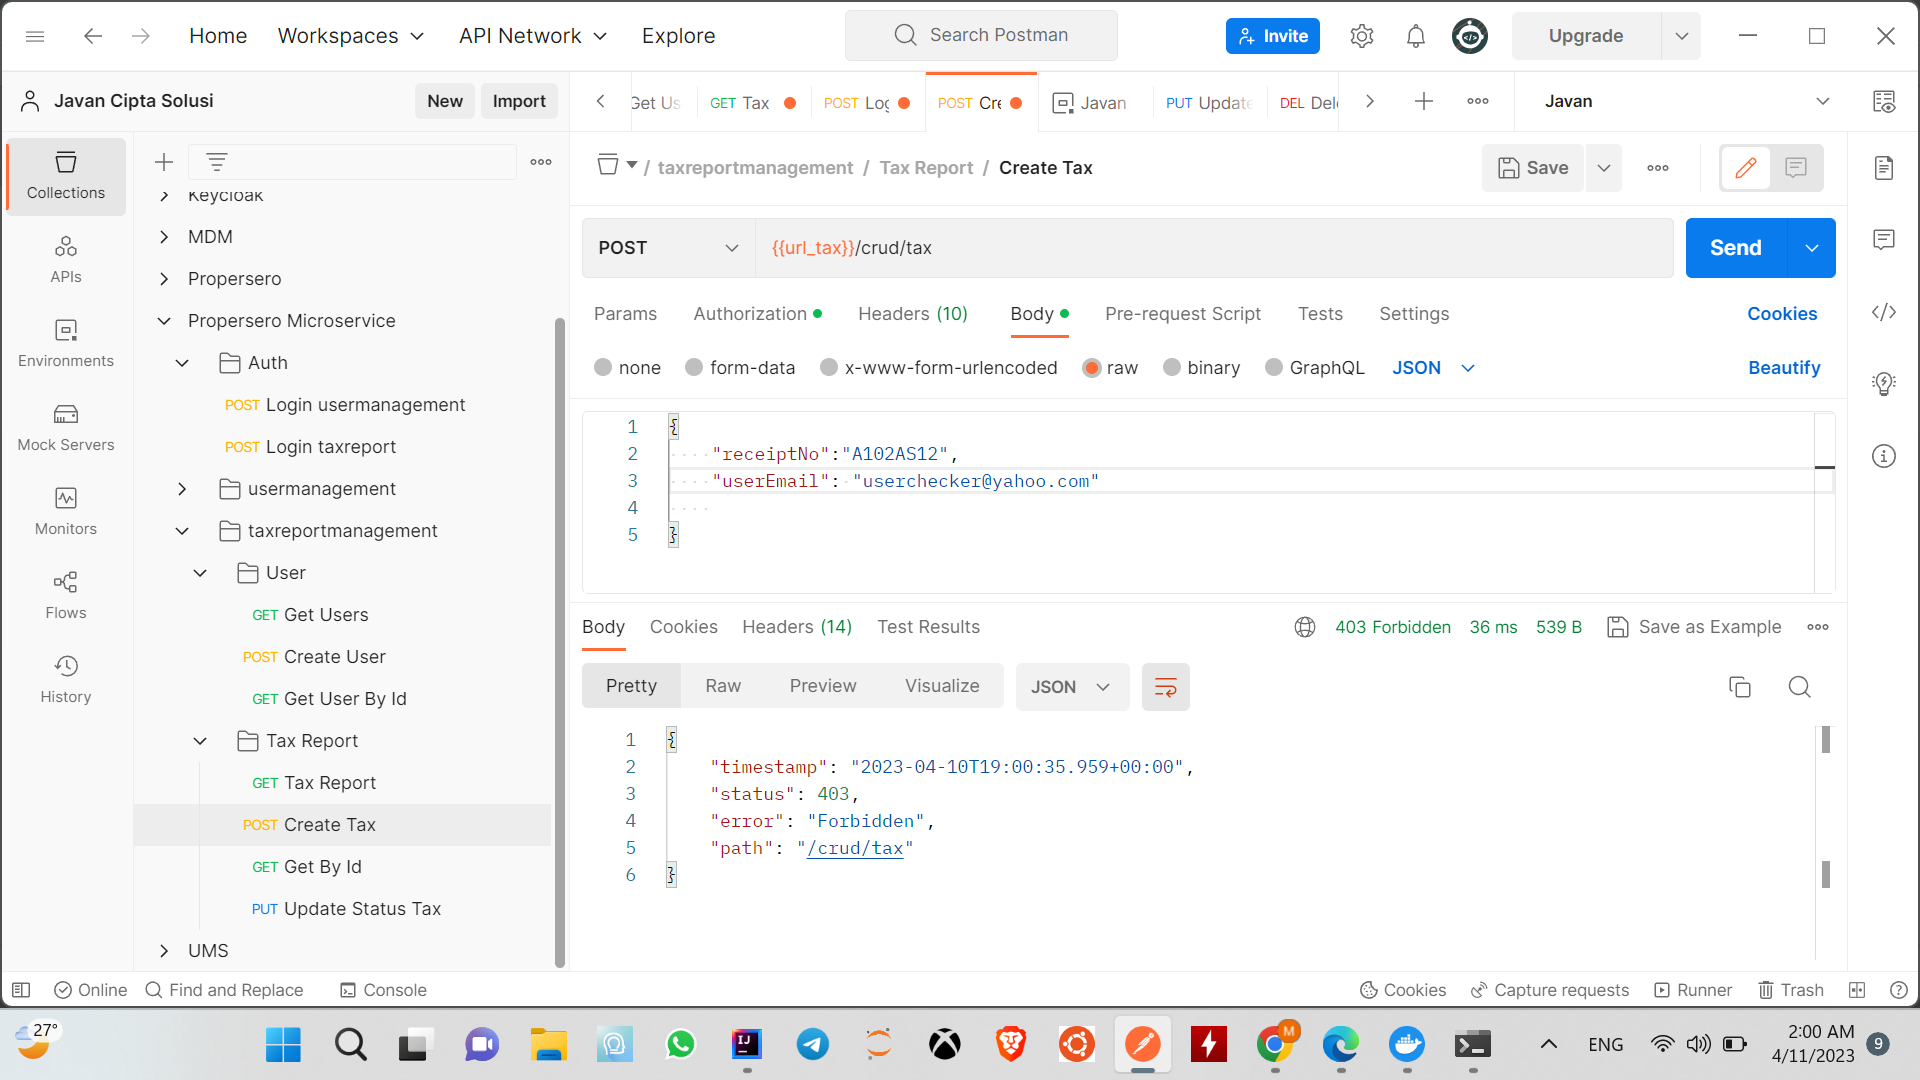 Home Workspaces API Network Explore Search Postman Invite Upgrade
Javan Cipta Solusi New Import
Get Us GET Tax POST Log POST Cre Javan PUT Update DEL Dele Javan
Collections
APIs
Environments
Mock Servers
Monitors
Flows
History
Keycloak
MDM
Propersero
Propersero Microservice
Auth
POST Login usermanagement
POST Login taxreport
usermanagement
taxreportmanagement
User
GET Get Users
POST Create User
GET Get User By Id
Tax Report
GET Tax Report
POST Create Tax
GET Get By Id
PUT Update Status Tax
UMS
/ taxreportmanagement / Tax Report / Create Tax Save
POST {{url_tax}}/crud/tax Send
Params Authorization Headers (10) Body Pre-request Script Tests Settings Cookies
none form-data x-www-form-urlencoded raw binary GraphQL JSON Beautify
1 {
2 "receiptNo":"A102AS12",
3 "userEmail": "userchecker@yahoo.com"
4
5 }
Body Cookies Headers (14) Test Results 403 Forbidden 36 ms 539 B Save as Example
Pretty Raw Preview Visualize JSON
1 {
2 "timestamp": "2023-04-10T19:00:35.959+00:00",
3 "status": 403,
4 "error": "Forbidden",
5 "path": "/crud/tax"
6 }
Online Find and Replace Console Cookies Capture requests Runner Trash
27° IJ M ENG 2:00 AM 9
4/11/2023